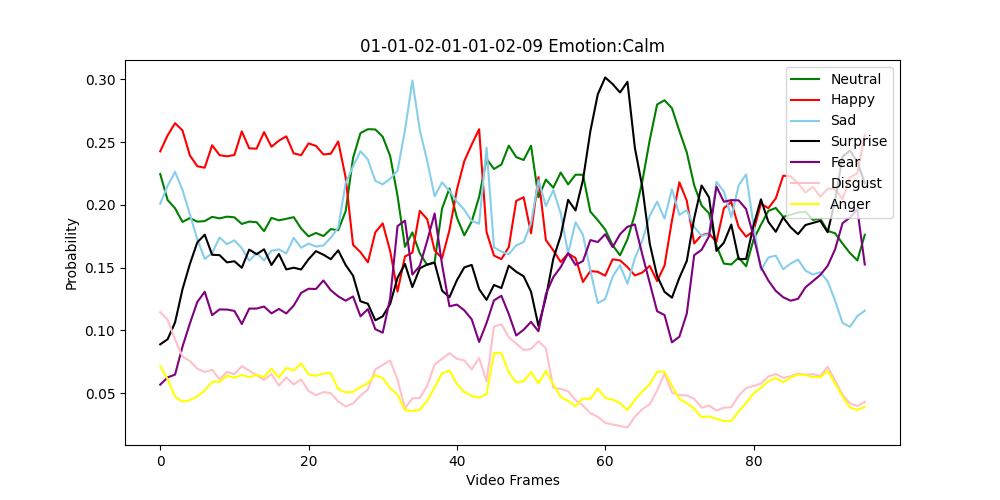 01-01-02-01-01-02-09 Emotion:Calm
Probability
0.30
0.25
0.20
0.15
0.10
0.05
0
20
40
60
80
Video Frames
Neutral
Happy
Sad
Surprise
Fear
Disgust
Anger